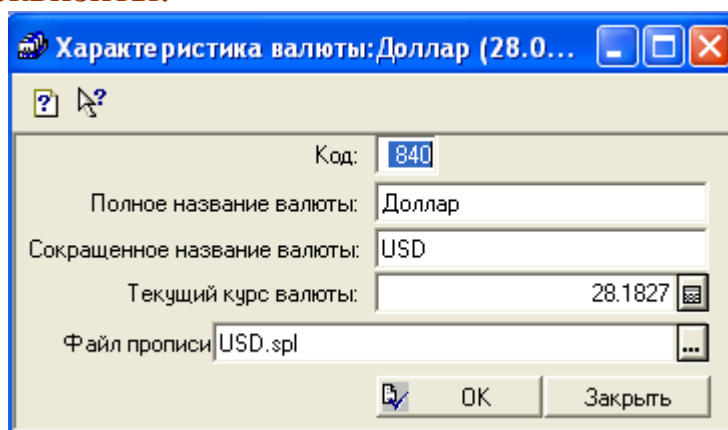 Характеристика валюты:Доллар (28.0...
Код: 840
Полное название валюты: Доллар
Сокращенное название валюты: USD
Текущий курс валюты: 28.1827
Файл прописи USD.spl ...
OK Закрыть